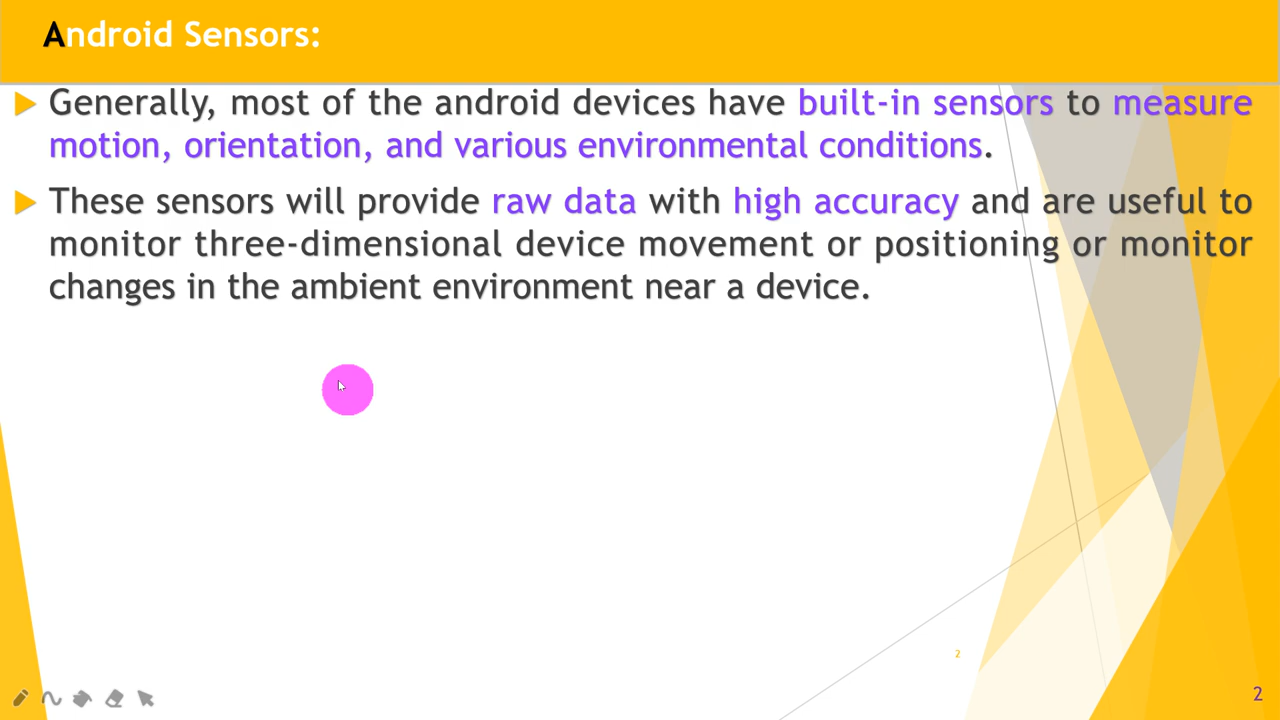 Android Sensors:
Generally, most of the android devices have built-in sensors to measure
motion, orientation, and various environmental conditions.
These sensors will provide raw data with high accuracy and are useful to
monitor three-dimensional device movement or positioning or monitor
changes in the ambient environment near a device.
2
2